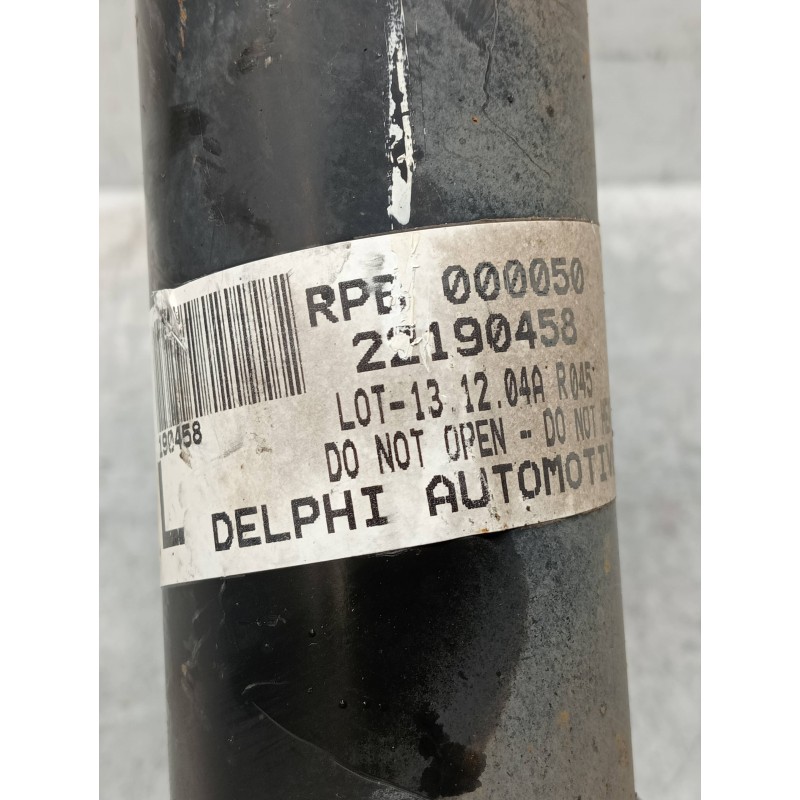 RPB 000050
22190458
LOT-13.12.04A R045
190458
DO NOT OPEN - DO NOT
L DELPHI AUTOMOTIV